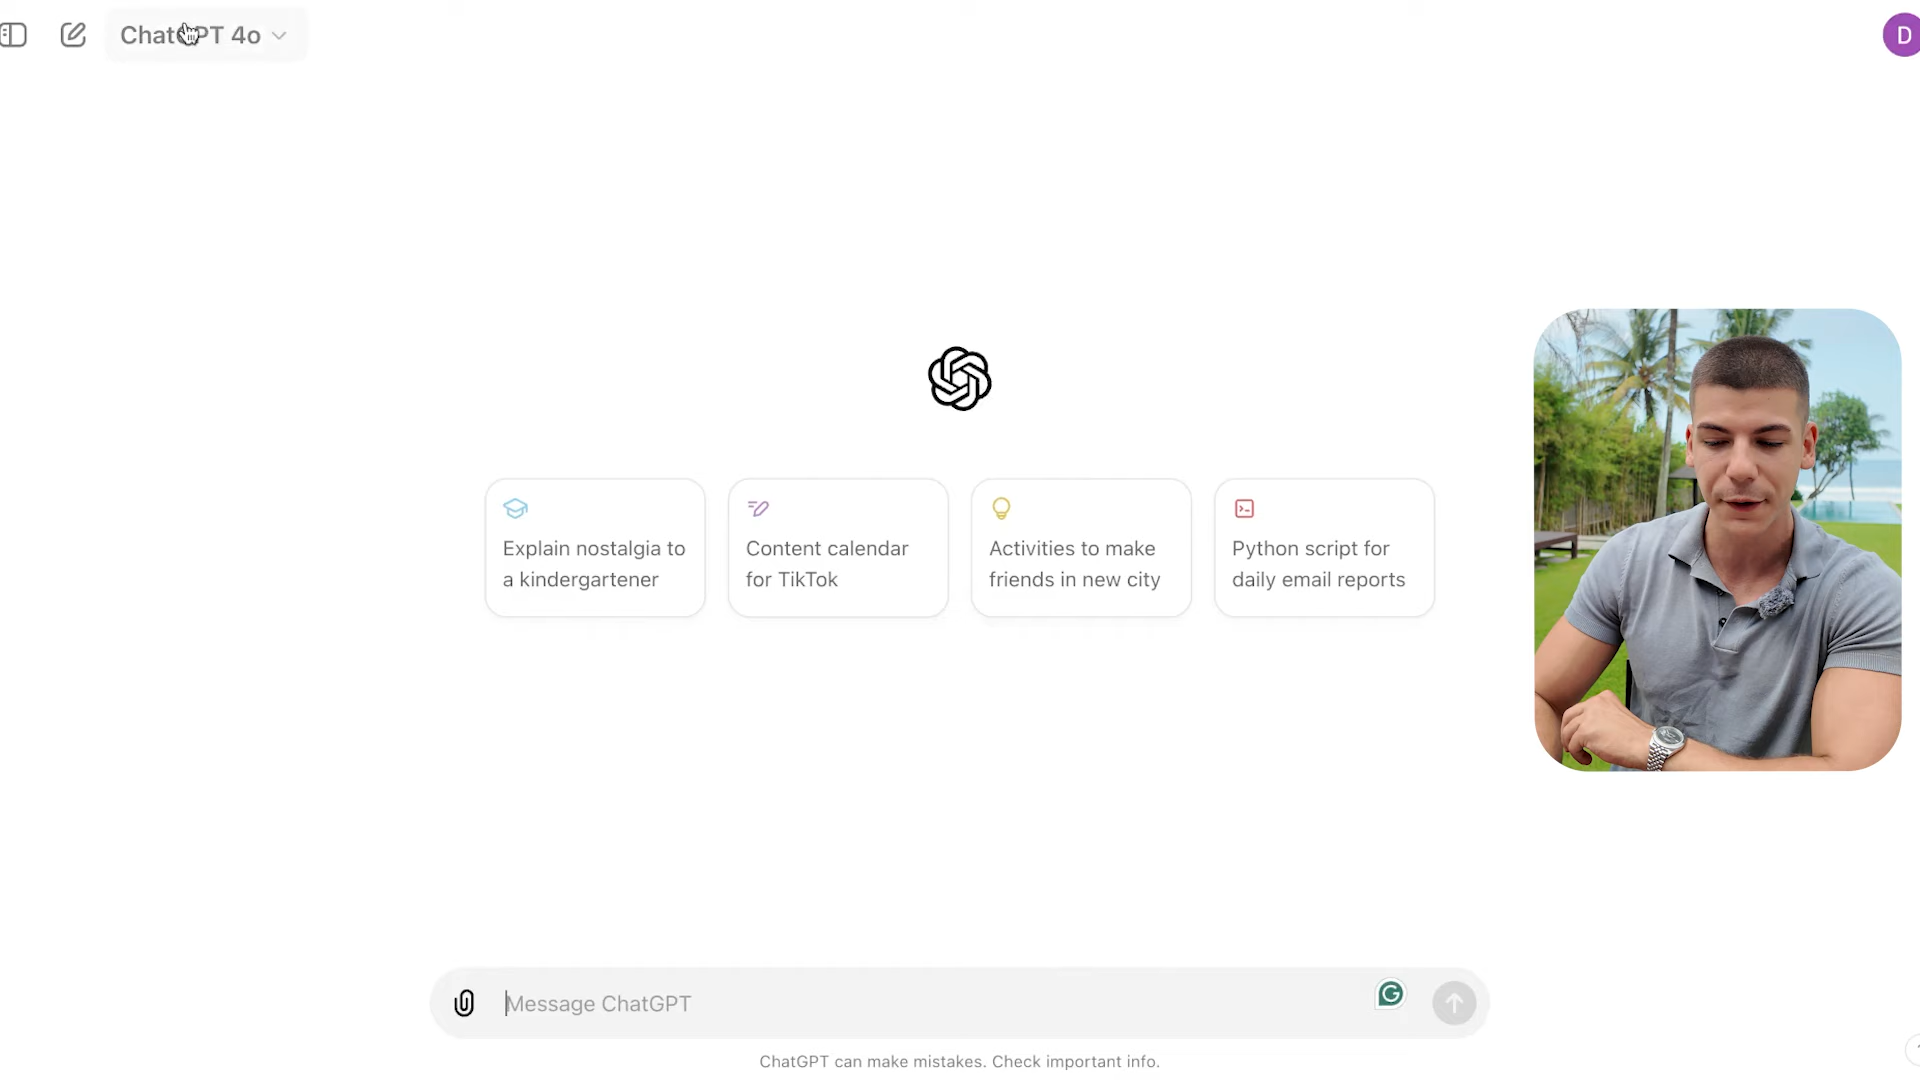 ChatGPT 4o
D
Explain nostalgia to
a kindergartener
Content calendar
for TikTok
Activities to make
friends in new city
Python script for
daily email reports
Message ChatGPT
G
ChatGPT can make mistakes. Check important info.